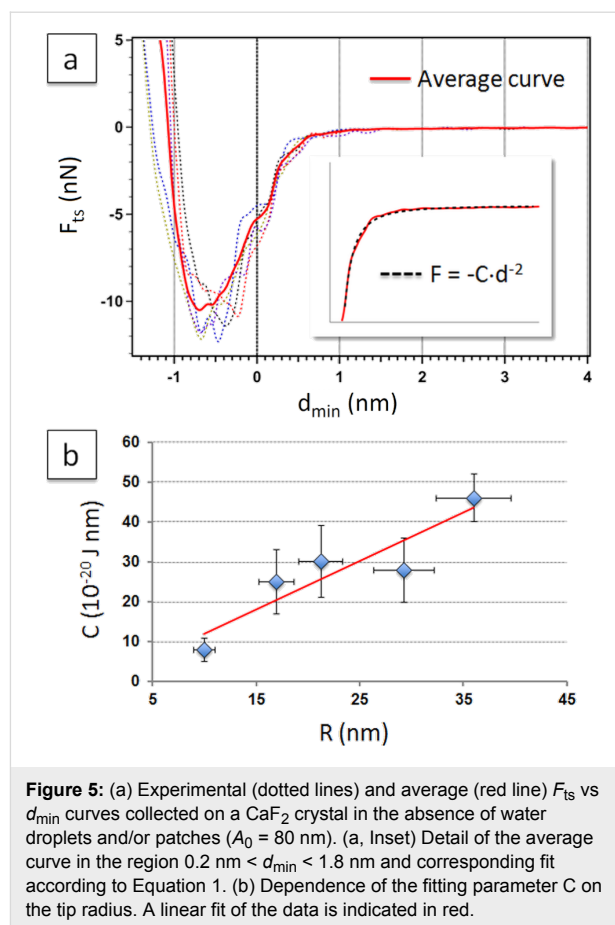 a
5
0
-5
-10
F_ts (nN)
Average curve
F = -C·d^-2
-1 0 1 2 3 4
d_min (nm)
b
60
50
40
30
20
10
0
C (10^-20 J nm)
5 15 25 35 45
R (nm)
Figure 5: (a) Experimental (dotted lines) and average (red line) F_ts vs
d_min curves collected on a CaF_2 crystal in the absence of water
droplets and/or patches (A_0 = 80 nm). (a, Inset) Detail of the average
curve in the region 0.2 nm < d_min < 1.8 nm and corresponding fit
according to Equation 1. (b) Dependence of the fitting parameter C on
the tip radius. A linear fit of the data is indicated in red.